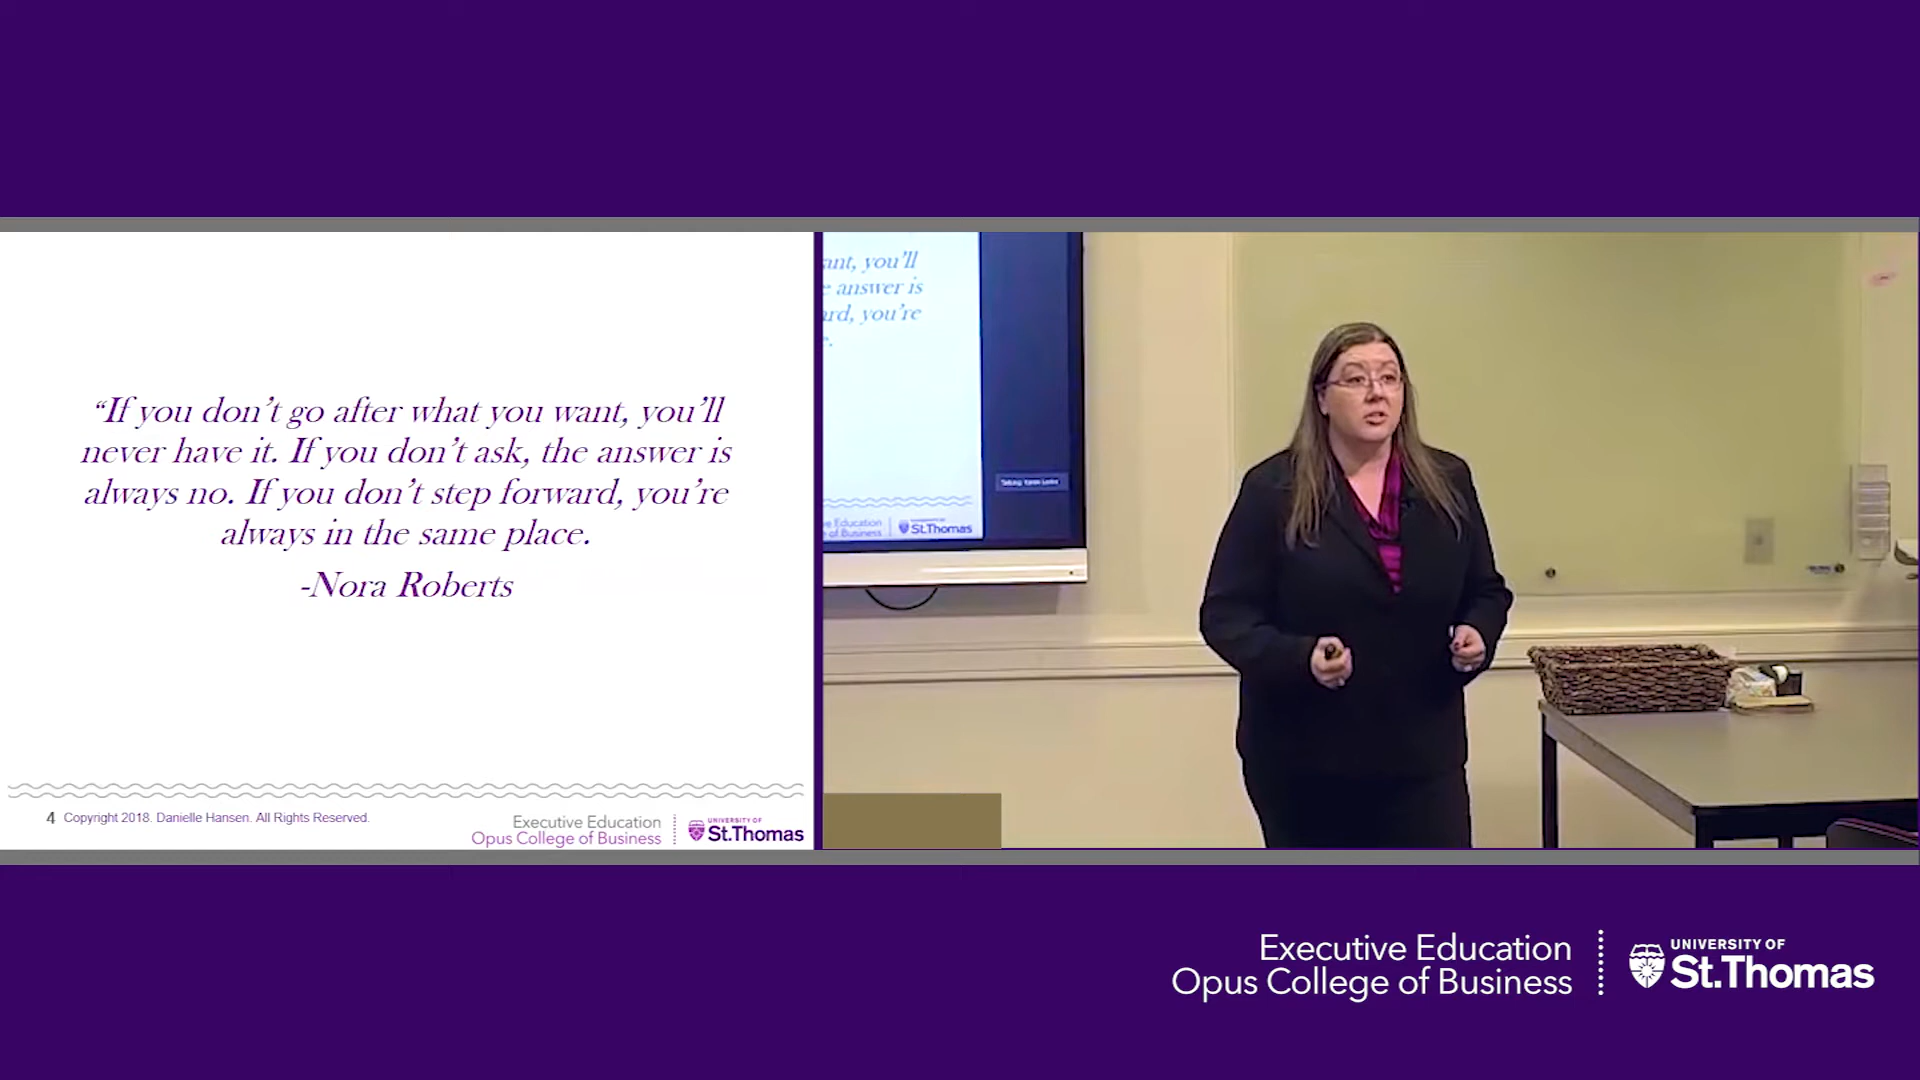 “If you don’t go after what you want, you’ll
never have it. If you don’t ask, the answer is
always no. If you don’t step forward, you’re
always in the same place.
-Nora Roberts
4 Copyright 2018. Danielle Hansen. All Rights Reserved.
Executive Education
Opus College of Business
UNIVERSITY OF
St.Thomas
ant, you’ll
answer is
you’re
Education
of Business
St.Thomas
Executive Education
Opus College of Business
UNIVERSITY OF
St.Thomas